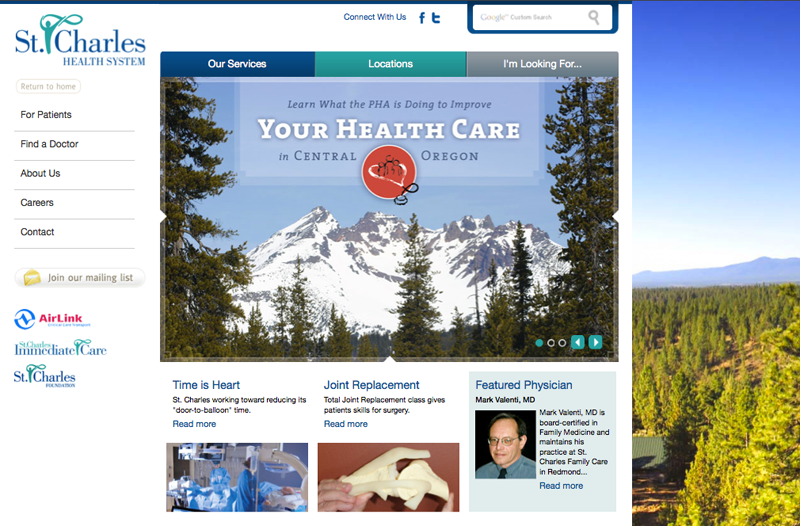 St. Charles
HEALTH SYSTEM
Connect With Us
Google™ Custom Search
Return to home
For Patients
Find a Doctor
About Us
Careers
Contact
Join our mailing list
AirLink
Critical Care Transport
St. Charles
Immediate Care
St. Charles
FOUNDATION
Our Services
Locations
I'm Looking For...
Learn What the PHA is Doing to Improve
YOUR HEALTH CARE
in CENTRAL OREGON
Time is Heart
St. Charles working toward reducing its
"door-to-balloon" time.
Read more
Joint Replacement
Total Joint Replacement class gives
patients skills for surgery.
Read more
Featured Physician
Mark Valenti, MD
Mark Valenti, MD is
board-certified in
Family Medicine and
maintains his
practice at St.
Charles Family Care
in Redmond...
Read more